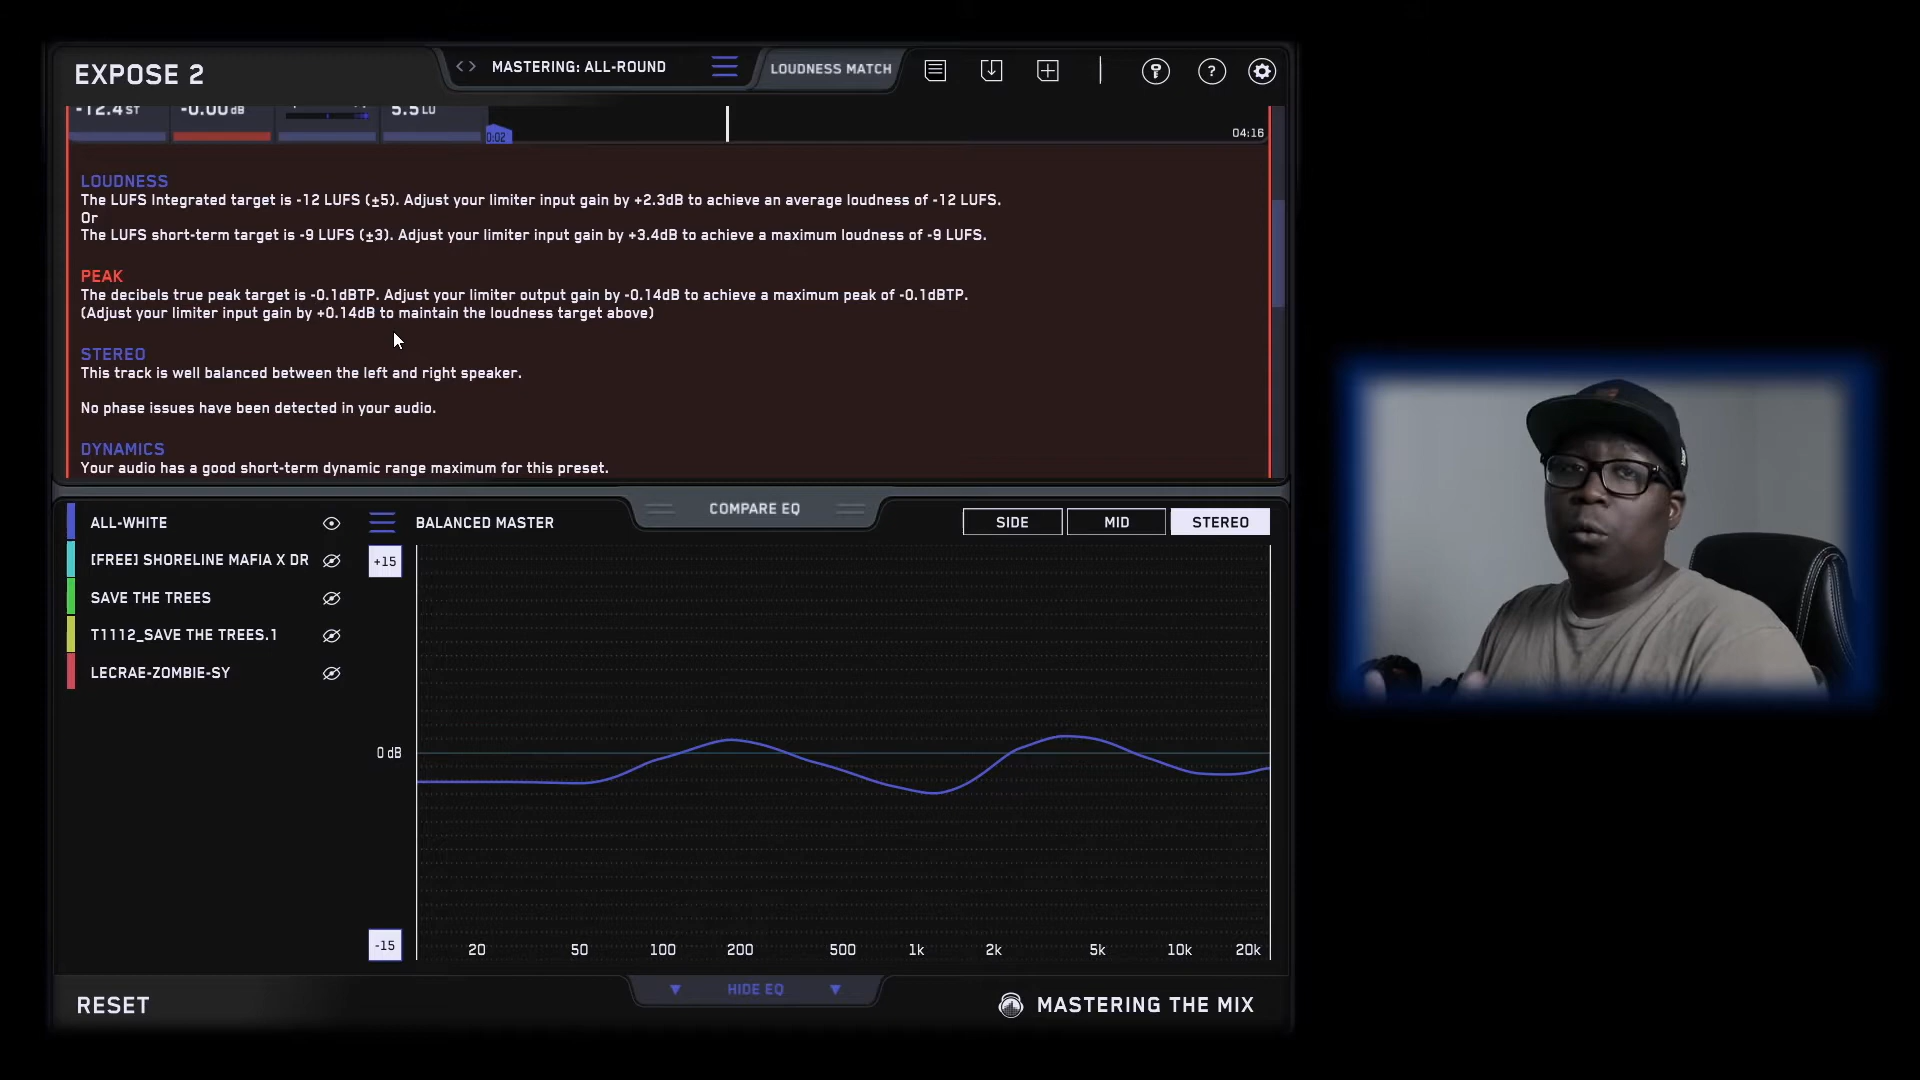 EXPOSE 2
< >
MASTERING: ALL-ROUND
LOUDNESS MATCH
?
-12.4 ST
-0.00 dB
5.5 LU
0:02
04:16
LOUDNESS
The LUFS Integrated target is -12 LUFS (±5). Adjust your limiter input gain by +2.3dB to achieve an average loudness of -12 LUFS.
Or
The LUFS short-term target is -9 LUFS (±3). Adjust your limiter input gain by +3.4dB to achieve a maximum loudness of -9 LUFS.
PEAK
The decibels true peak target is -0.1dBTP. Adjust your limiter output gain by -0.14dB to achieve a maximum peak of -0.1dBTP.
(Adjust your limiter input gain by +0.14dB to maintain the loudness target above)
STEREO
This track is well balanced between the left and right speaker.
No phase issues have been detected in your audio.
DYNAMICS
Your audio has a good short-term dynamic range maximum for this preset.
COMPARE EQ
ALL-WHITE
[FREE] SHORELINE MAFIA X DR
SAVE THE TREES
T1112_SAVE THE TREES.1
LECRAE-ZOMBIE-SY
BALANCED MASTER
SIDE
MID
STEREO
+15
0 dB
-15
20 50 100 200 500 1k 2k 5k 10k 20k
RESET
HIDE EQ
MASTERING THE MIX